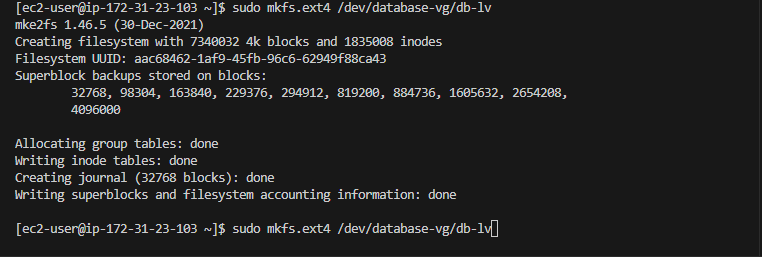 [ec2-user@ip-172-31-23-103 ~]$ sudo mkfs.ext4 /dev/database-vg/db-lv
mke2fs 1.46.5 (30-Dec-2021)
Creating filesystem with 7340032 4k blocks and 1835008 inodes
Filesystem UUID: aac68462-1af9-45fb-96c6-62949f88ca43
Superblock backups stored on blocks:
32768, 98304, 163840, 229376, 294912, 819200, 884736, 1605632, 2654208,
4096000
Allocating group tables: done
Writing inode tables: done
Creating journal (32768 blocks): done
Writing superblocks and filesystem accounting information: done
[ec2-user@ip-172-31-23-103 ~]$ sudo mkfs.ext4 /dev/database-vg/db-lv